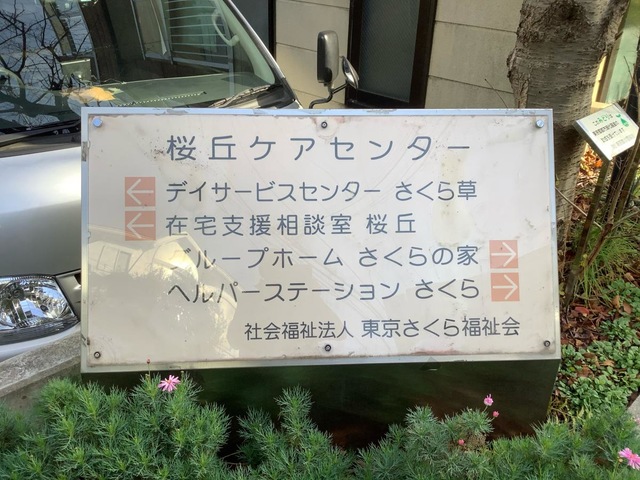 桜丘ケアセンター
← デイサービスセンター さくら草
← 在宅支援相談室 桜丘
グループホーム さくらの家 →
ヘルパーステーション さくら →
社会福祉法人 東京さくら福祉会